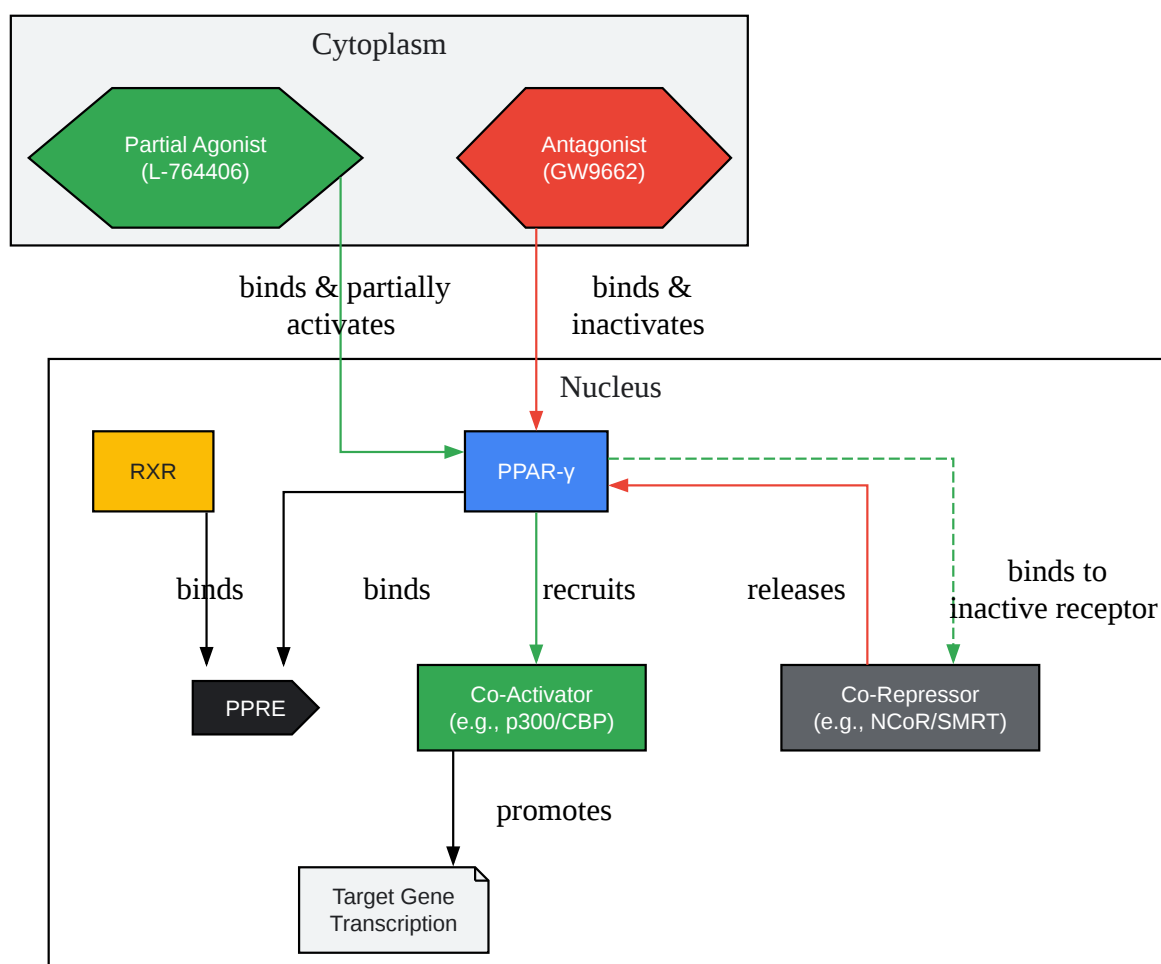 Cytoplasm
Partial Agonist
(L-764406)
Antagonist
(GW9662)
binds & partially
activates
binds &
inactivates
Nucleus
RXR
PPAR-γ
binds
binds
recruits
releases
binds to
inactive receptor
PPRE
Co-Activator
(e.g., p300/CBP)
Co-Repressor
(e.g., NCoR/SMRT)
promotes
Target Gene
Transcription